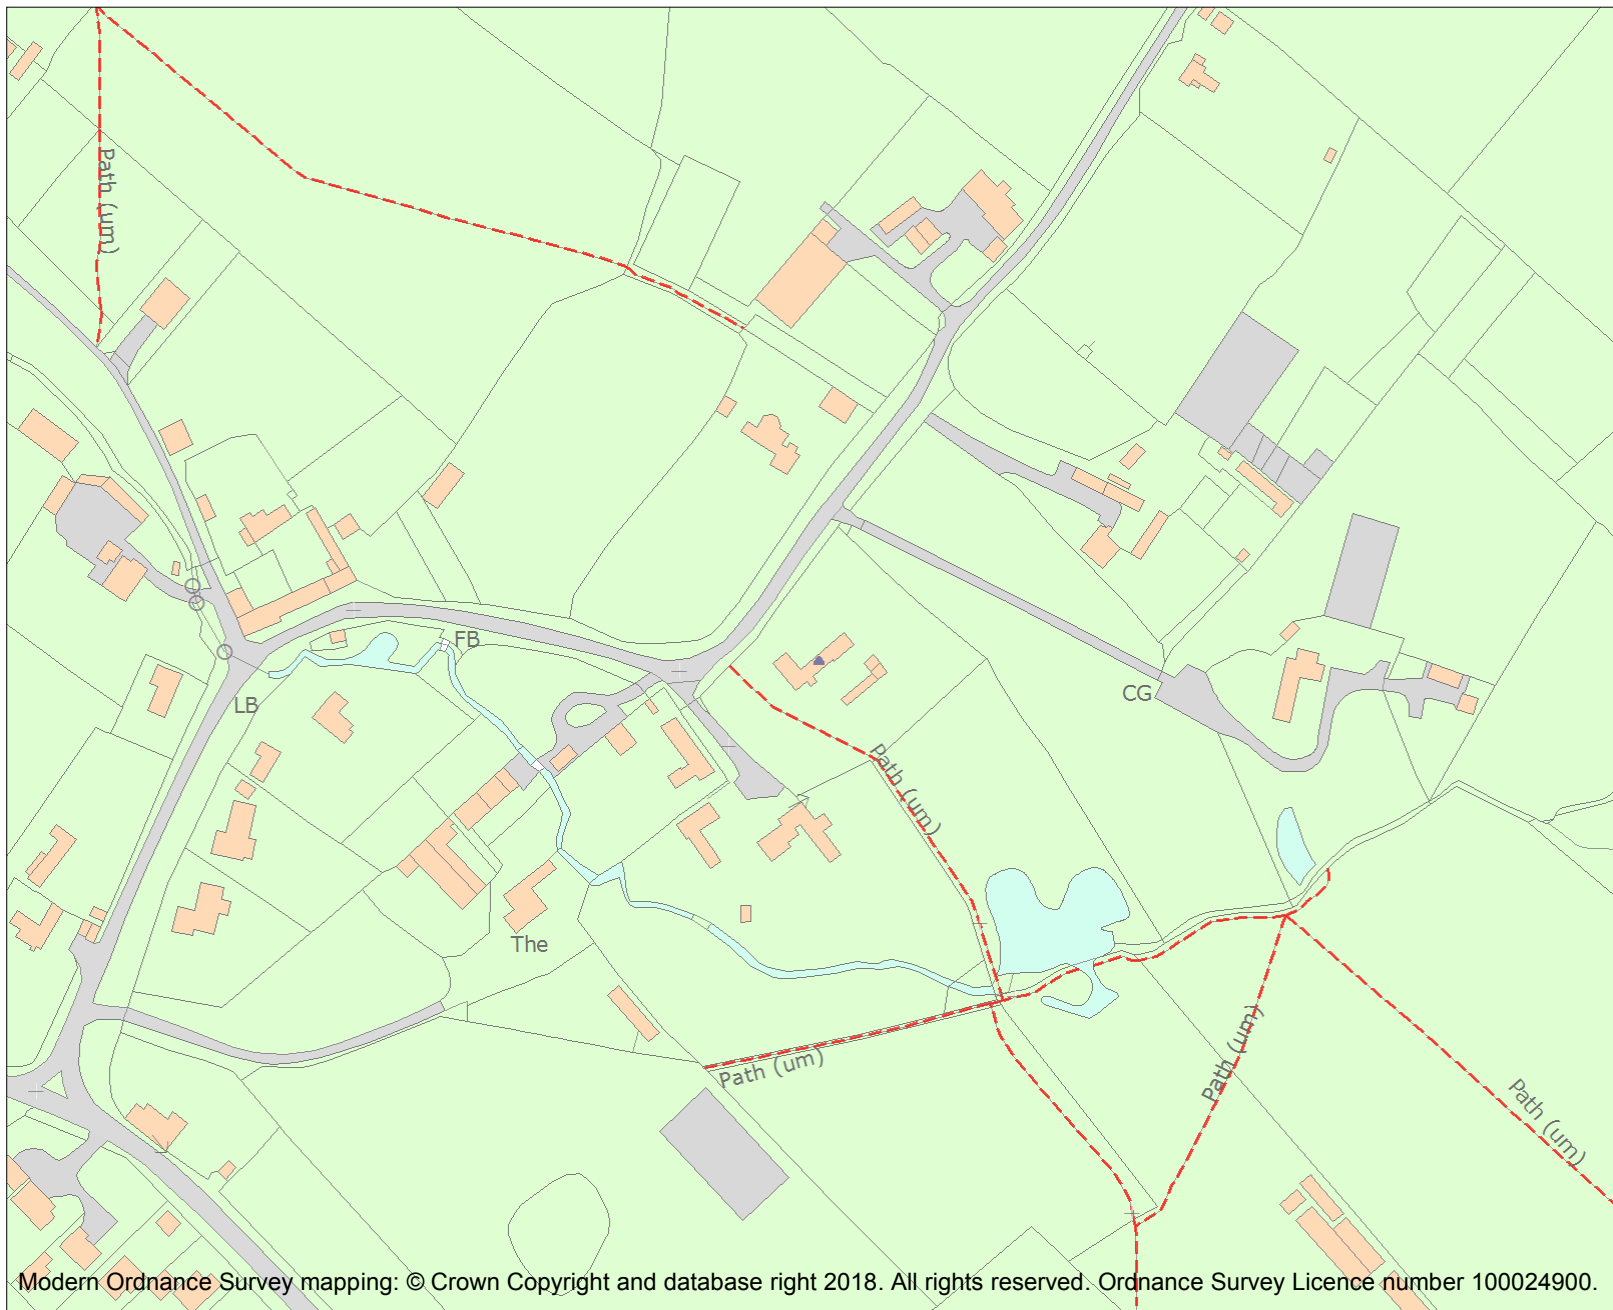 Path (um)
FB
LB
CG
Path (um)
The
Path (um)
Path (um)
Path (um)
Modern Ordnance Survey mapping: © Crown Copyright and database right 2018. All rights reserved. Ordnance Survey Licence number 100024900.